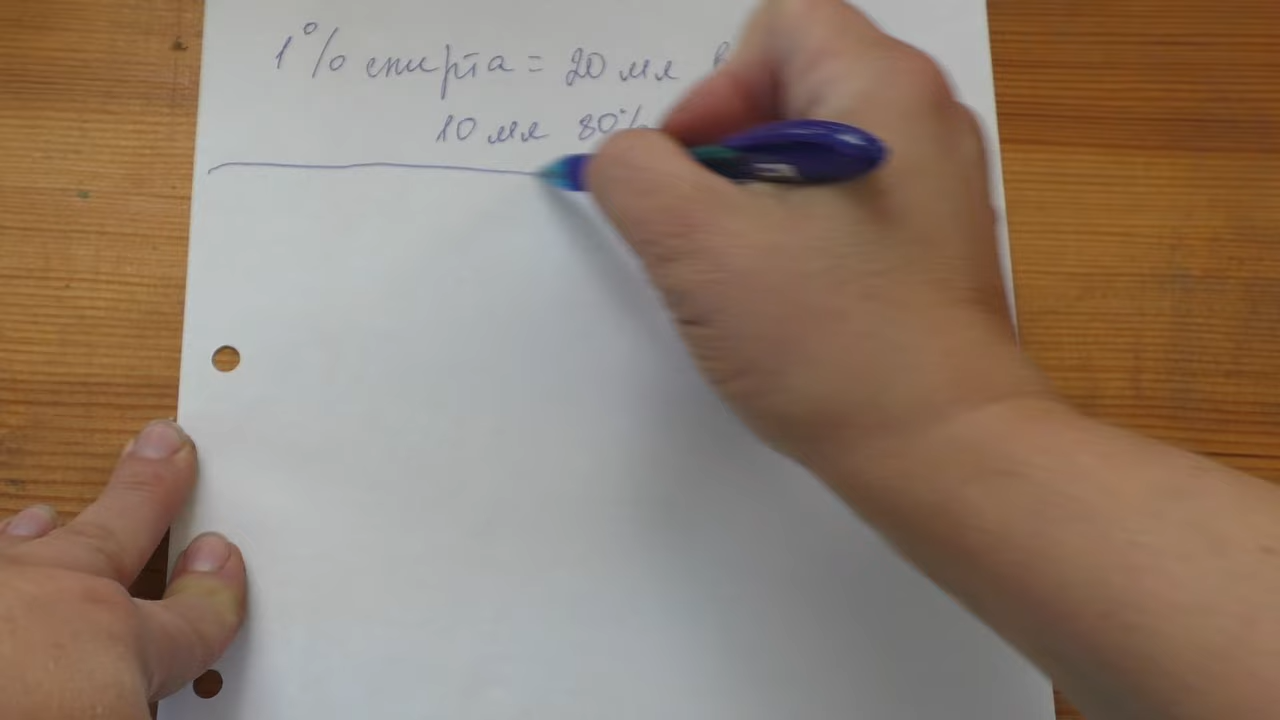 1% спирта = 20 мл
10 мл 80%